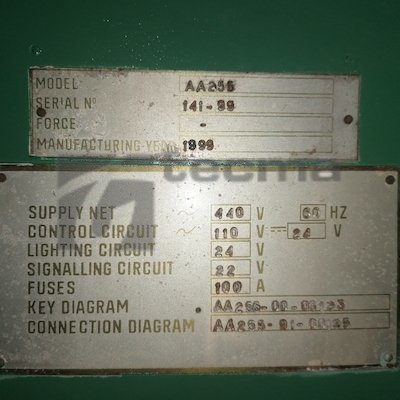 MODEL AA255
SERIAL Nº 141-99
FORCE -
MANUFACTURING-YEAR 1999
tecma
SUPPLY NET ~ 440 V HZ
CONTROL CIRCUIT ~ 110 V 24 V
LIGHTING CIRCUIT 24 V
SIGNALLING CIRCUIT 22 V
FUSES 100 A
KEY DIAGRAM
CONNECTION DIAGRAM